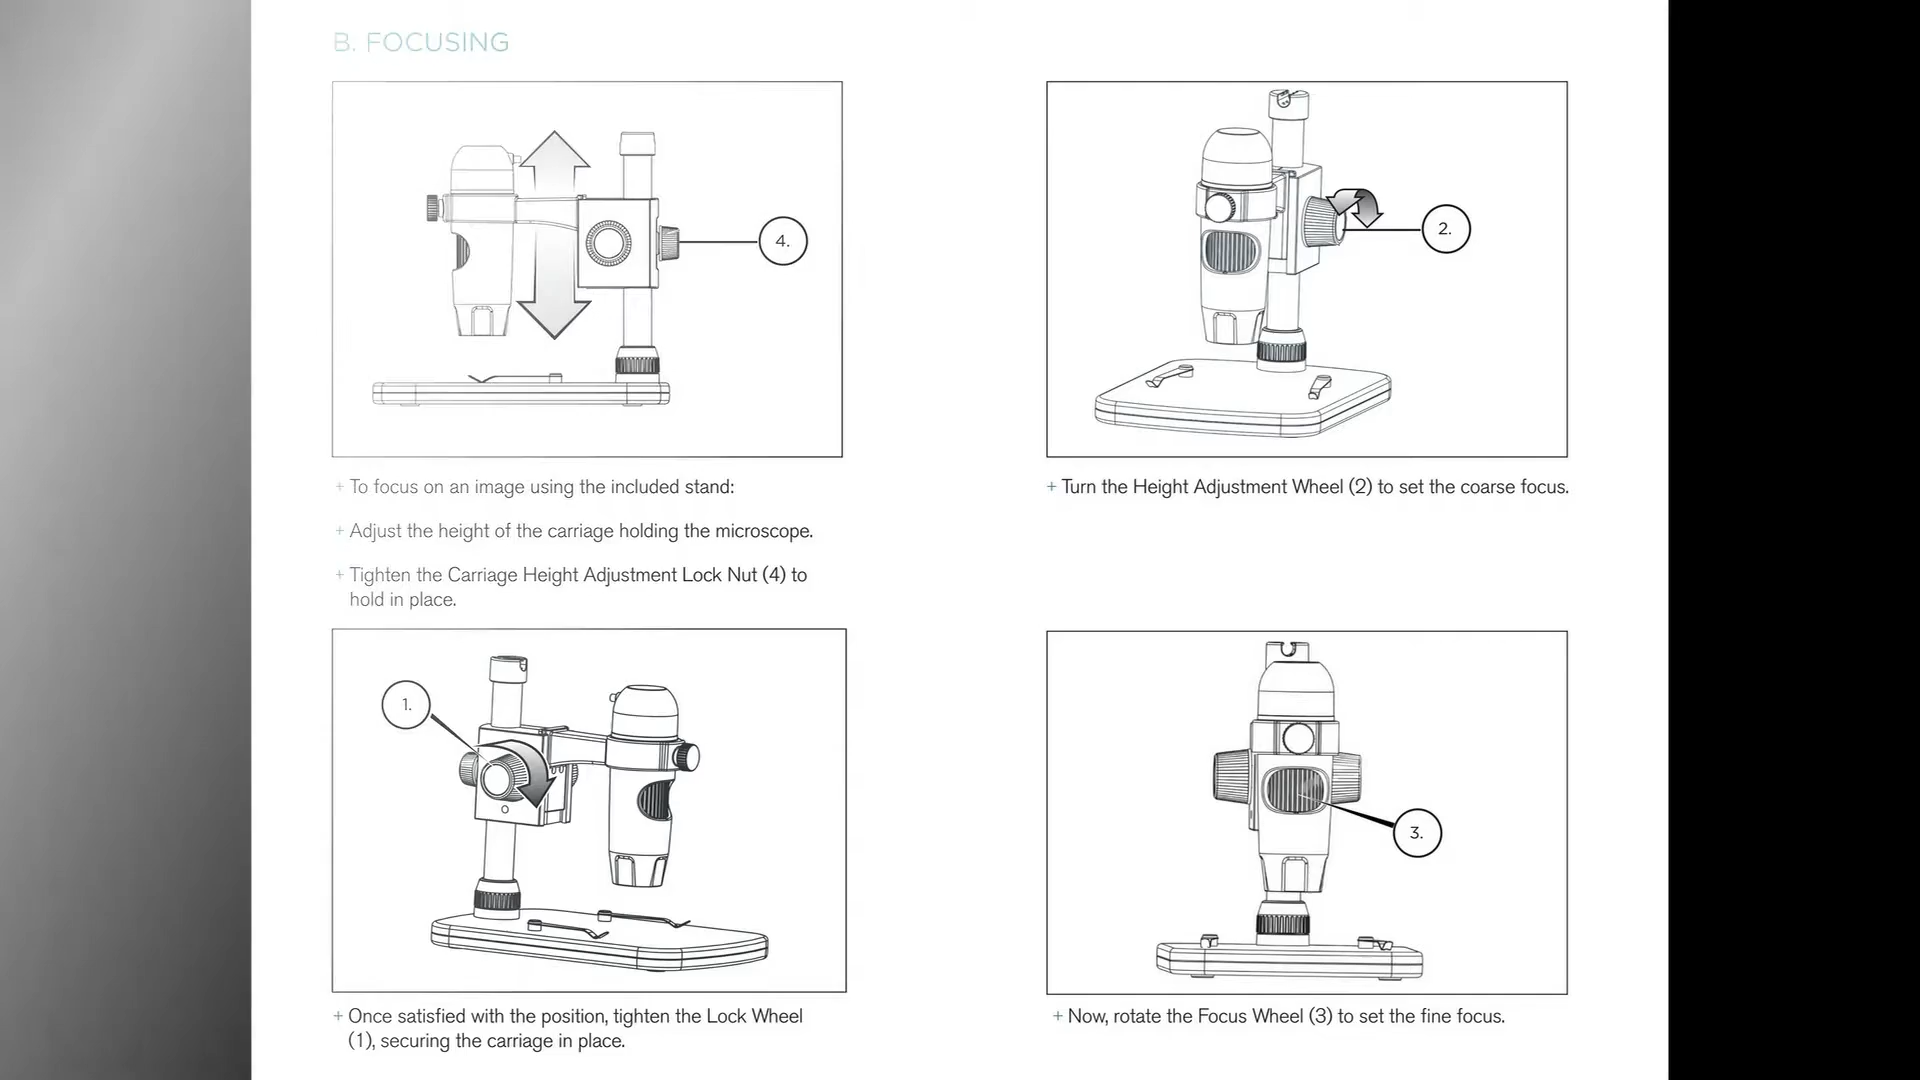 B. FOCUSING
4.
2.
+ To focus on an image using the included stand:
+ Adjust the height of the carriage holding the microscope.
+ Tighten the Carriage Height Adjustment Lock Nut (4) to
hold in place.
+ Turn the Height Adjustment Wheel (2) to set the coarse focus.
1.
3.
+ Once satisfied with the position, tighten the Lock Wheel
(1), securing the carriage in place.
+ Now, rotate the Focus Wheel (3) to set the fine focus.